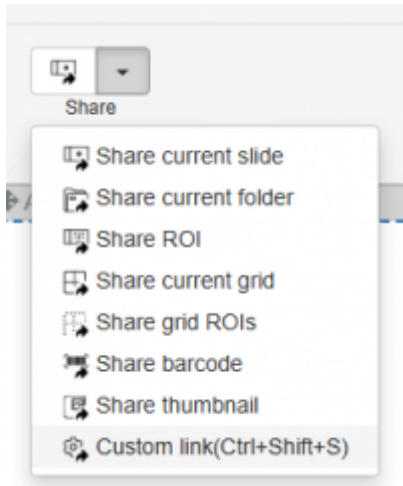 Share
Share current slide
Share current folder
Share ROI
Share current grid
Share grid ROIs
Share barcode
Share thumbnail
Custom link(Ctrl+Shift+S)